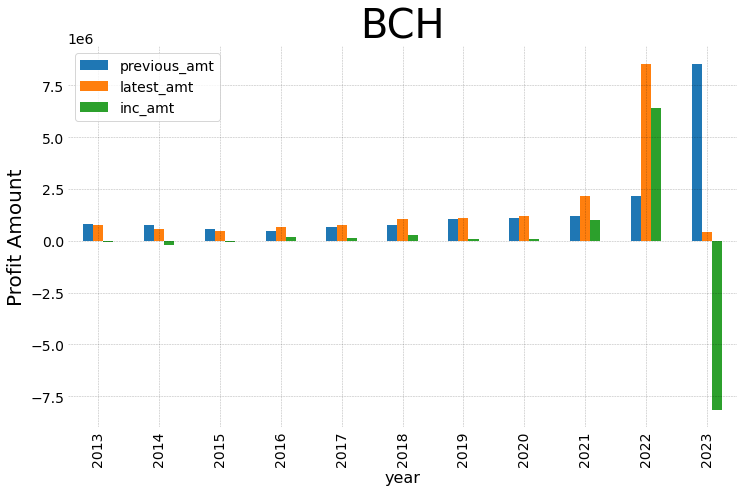 BCH
1e6
previous_amt
latest_amt
inc_amt
7.5
5.0
2.5
0.0
−2.5
−5.0
−7.5
Profit Amount
2013
2014
2015
2016
2017
2018
2019
2020
2021
2022
2023
year